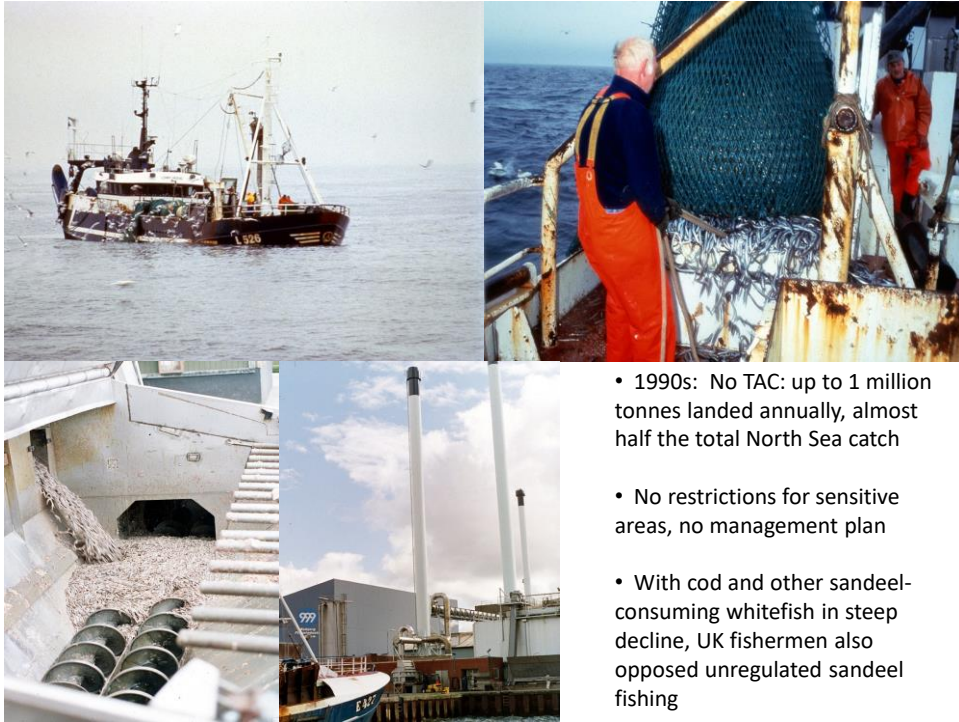 L 526
999
E 427
• 1990s: No TAC: up to 1 million
tonnes landed annually, almost
half the total North Sea catch
• No restrictions for sensitive
areas, no management plan
• With cod and other sandeel-
consuming whitefish in steep
decline, UK fishermen also
opposed unregulated sandeel
fishing